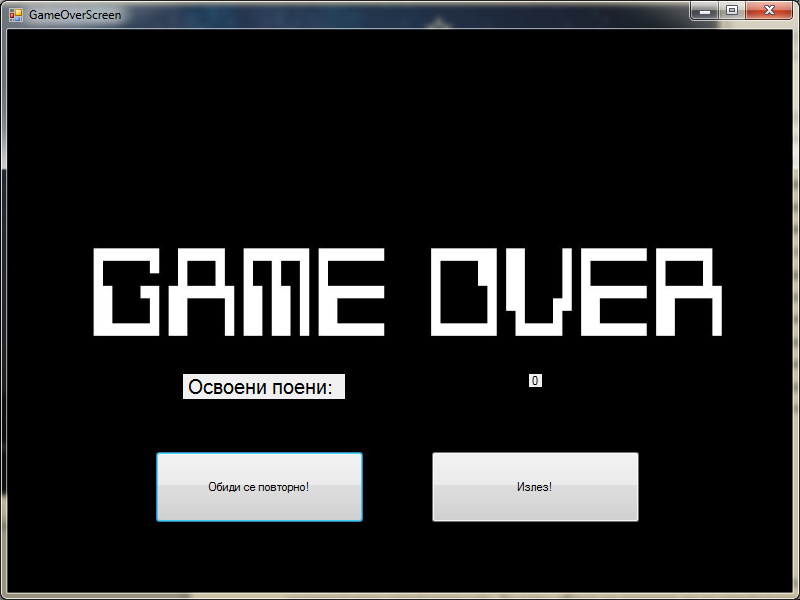 GameOverScreen
GAME OVER
Освоени поени:
0
Обиди се повторно!
Излез!